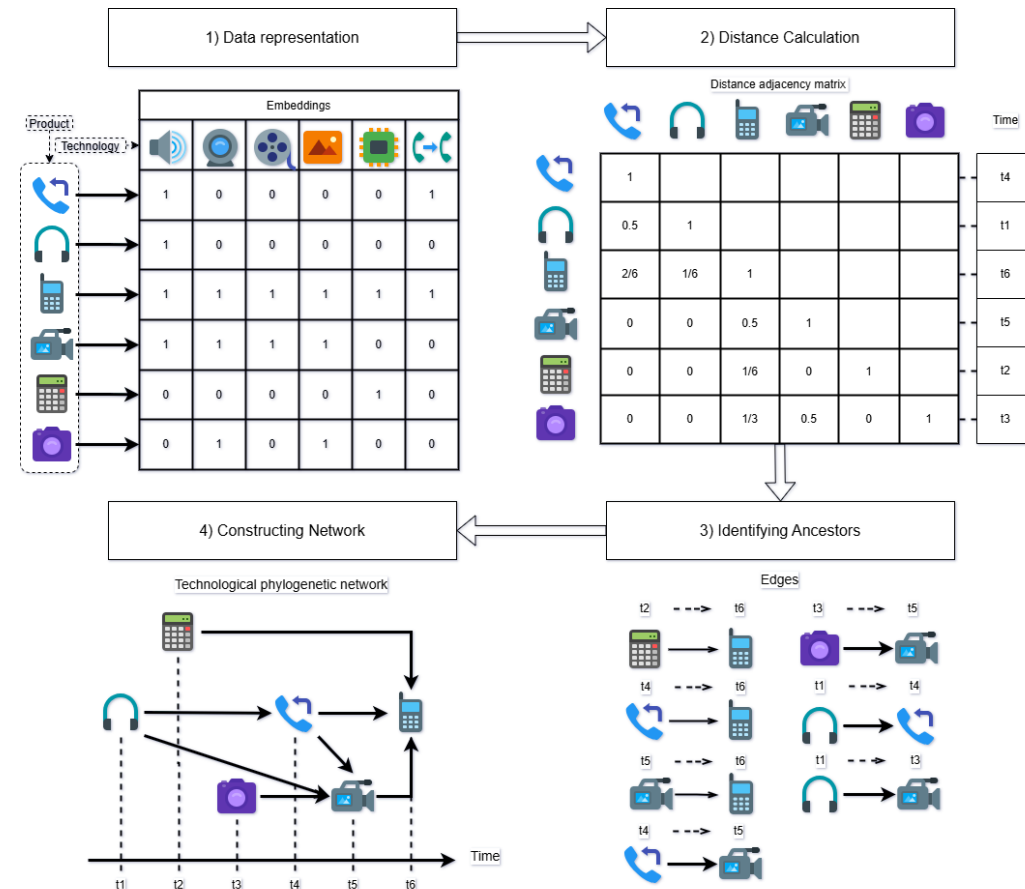 1) Data representation
2) Distance Calculation
Embeddings
Product
Technology
1 0 0 0 0 1
1 0 0 0 0 0
1 1 1 1 1 1
1 1 1 1 0 0
0 0 0 0 1 0
0 1 0 1 0 0
Distance adjacency matrix
Time
1 t4
0.5 1 t1
2/6 1/6 1 t6
0 0 0.5 1 t5
0 0 1/6 0 1 t2
0 0 1/3 0.5 0 1 t3
4) Constructing Network
3) Identifying Ancestors
Technological phylogenetic network
Time
t1 t2 t3 t4 t5 t6
Edges
t2 t6 t3 t5
t4 t6 t1 t4
t5 t6 t1 t3
t4 t5